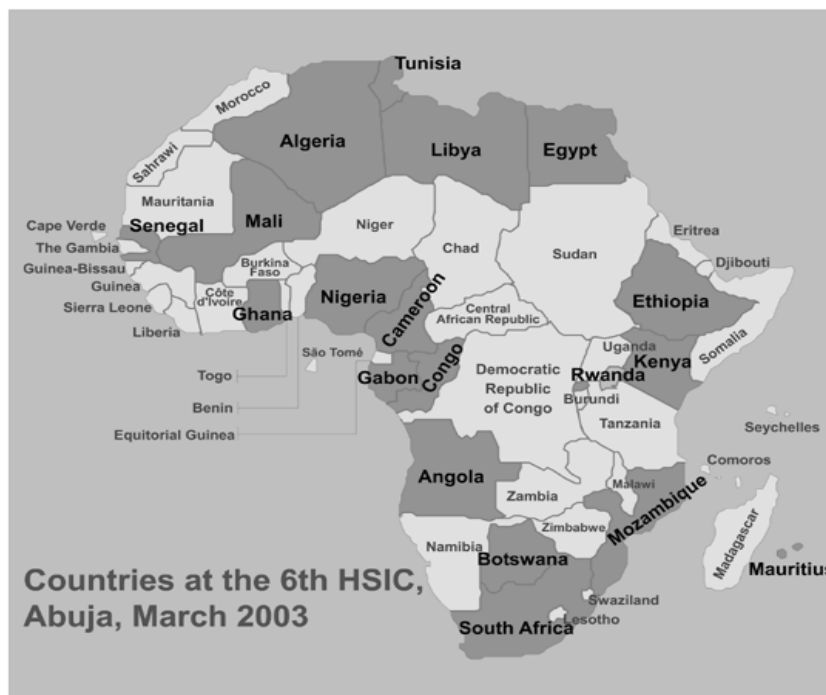 Tunisia
Morocco
Algeria
Libya
Egypt
Sahrawi
Mauritania
Senegal
Mali
Niger
Chad
Sudan
Eritrea
Cape Verde
The Gambia
Guinea-Bissau
Guinea
Sierra Leone
Liberia
Burkina
Faso
Côte
d'Ivoire
Ghana
Nigeria
Cameroon
Central
African Republic
Djibouti
Ethiopia
Somalia
São Tomé
Togo
Benin
Equitorial Guinea
Gabon
Congo
Democratic
Republic
of Congo
Uganda
Kenya
Rwanda
Burundi
Tanzania
Seychelles
Comoros
Angola
Zambia
Malawi
Mozambique
Zimbabwe
Madagascar
Namibia
Botswana
Mauritius
Swaziland
Lesotho
South Africa
Countries at the 6th HSIC,
Abuja, March 2003